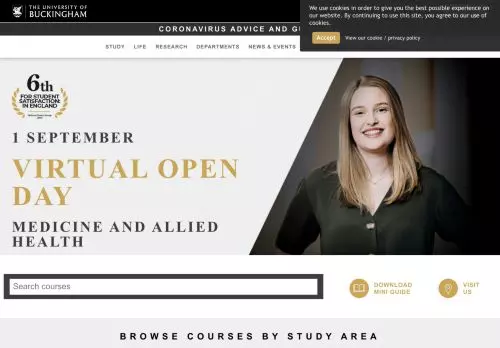 THE UNIVERSITY OF
BUCKINGHAM
We use cookies in order to give you the best possible experience on
our website. By continuing to use this site, you agree to our use of
cookies.
Accept
View our cookie / privacy policy
CORONAVIRUS ADVICE AND GU
STUDY LIFE RESEARCH DEPARTMENTS NEWS & EVENTS
6th
FOR STUDENT
SATISFACTION
IN ENGLAND
1 SEPTEMBER
VIRTUAL OPEN
DAY
MEDICINE AND ALLIED
HEALTH
Search courses
DOWNLOAD
MINI-GUIDE
VISIT
US
BROWSE COURSES BY STUDY AREA